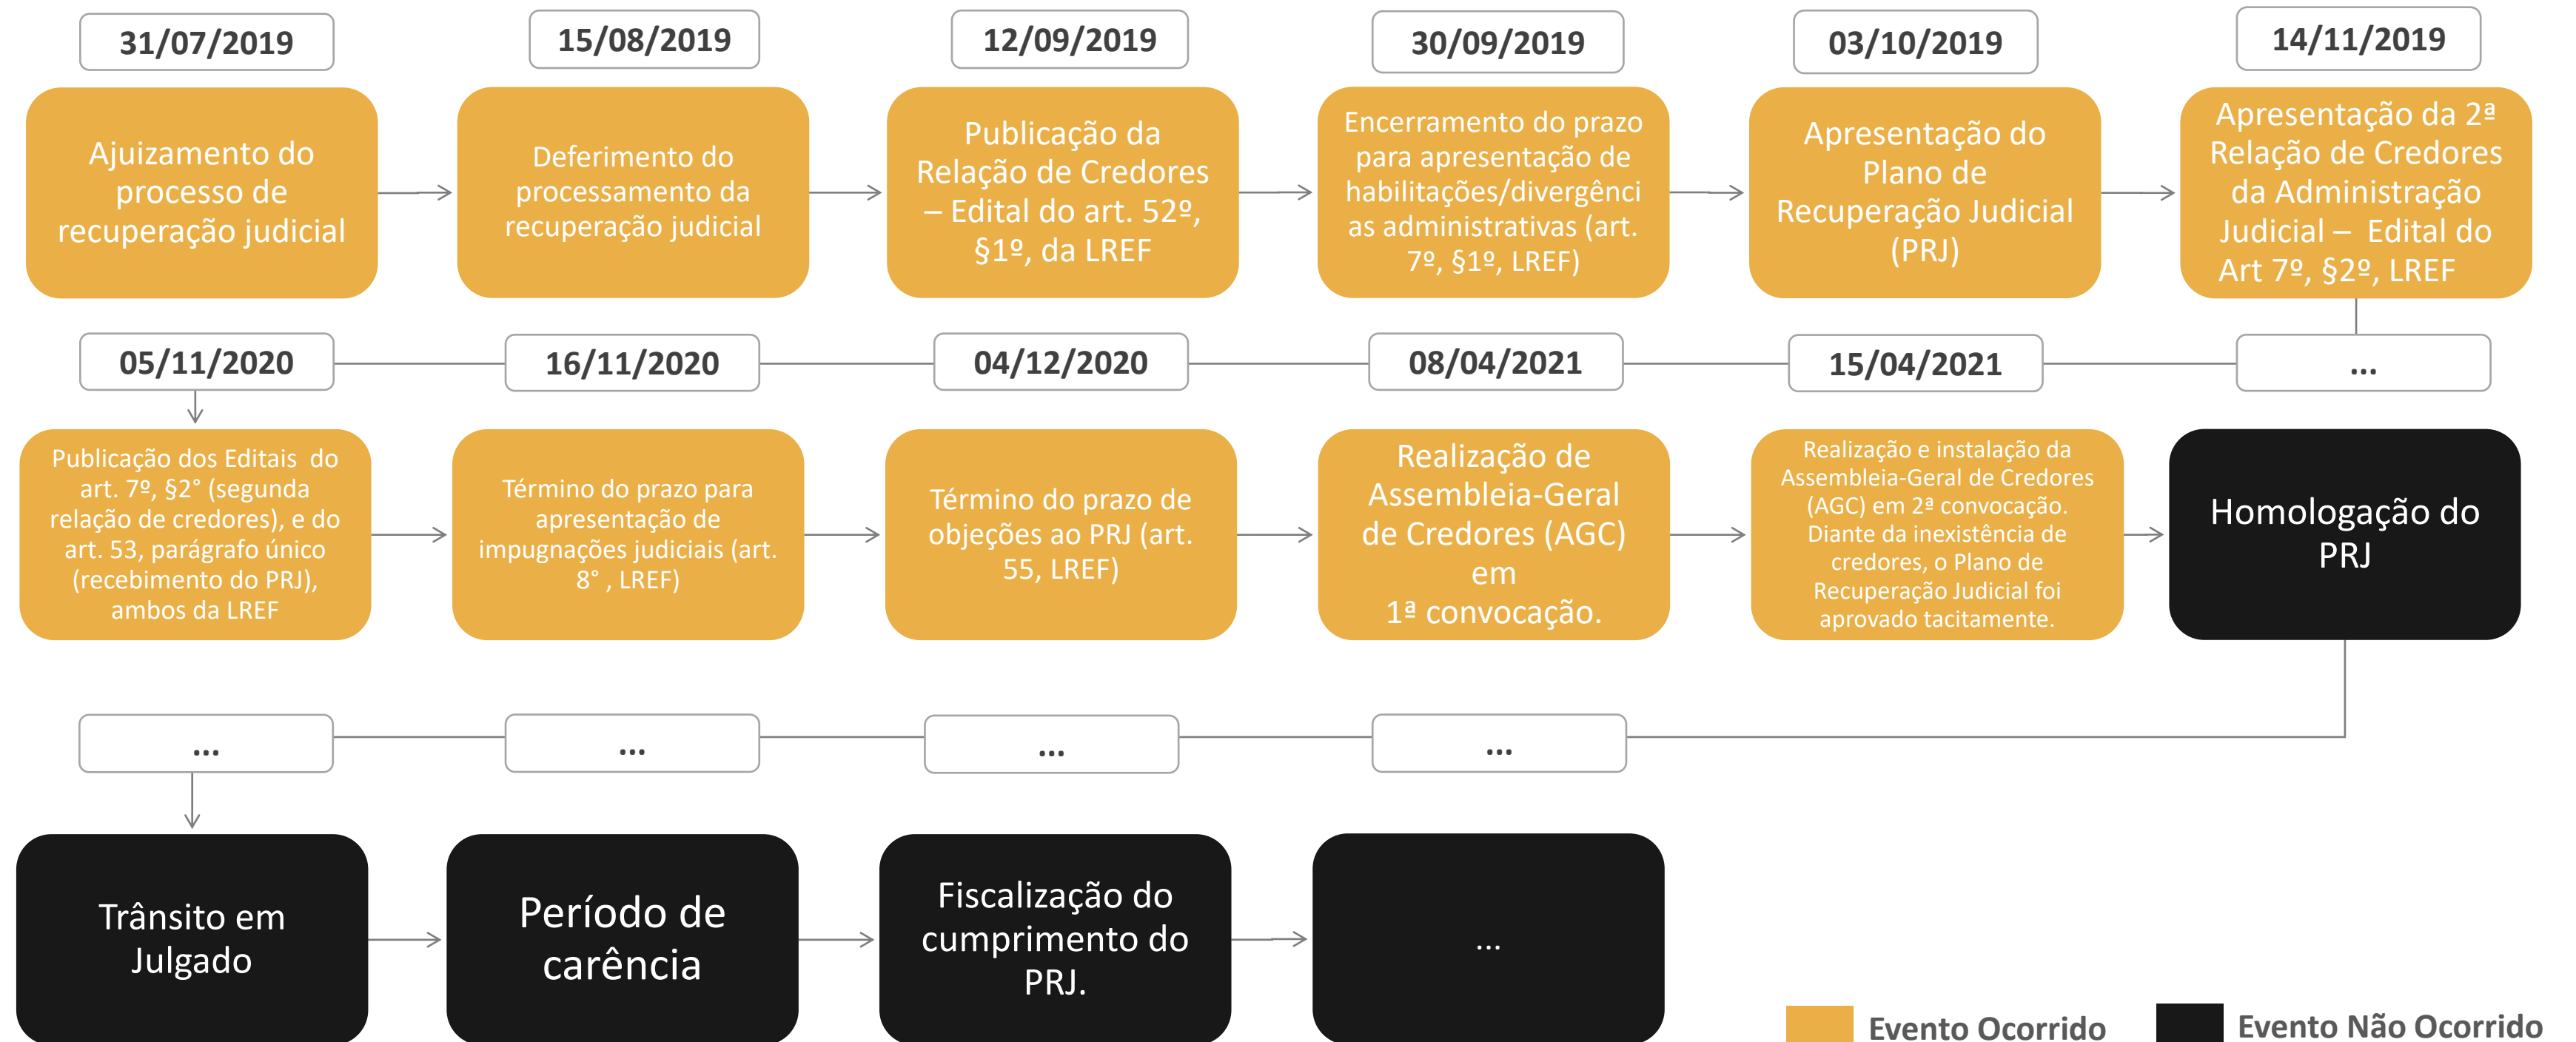 31/07/2019
15/08/2019
12/09/2019
30/09/2019
03/10/2019
14/11/2019
Ajuizamento do
processo de
recuperação judicial
Deferimento do
processamento da
recuperação judicial
Publicação da
Relação de Credores
– Edital do art. 52º,
§1º, da LREF
Encerramento do prazo
para apresentação de
habilitações/divergênci
as administrativas (art.
7º, §1º, LREF)
Apresentação do
Plano de
Recuperação Judicial
(PRJ)
Apresentação da 2ª
Relação de Credores
da Administração
Judicial – Edital do
Art 7º, §2º, LREF
05/11/2020
16/11/2020
04/12/2020
08/04/2021
15/04/2021
...
Publicação dos Editais do
art. 7º, §2° (segunda
relação de credores), e do
art. 53, parágrafo único
(recebimento do PRJ),
ambos da LREF
Término do prazo para
apresentação de
impugnações judiciais (art.
8° , LREF)
Término do prazo de
objeções ao PRJ (art.
55, LREF)
Realização de
Assembleia-Geral
de Credores (AGC)
em
1ª convocação.
Realização e instalação da
Assembleia-Geral de Credores
(AGC) em 2ª convocação.
Diante da inexistência de
credores, o Plano de
Recuperação Judicial foi
aprovado tacitamente.
Homologação do
PRJ
...
...
...
...
Trânsito em
Julgado
Período de
carência
Fiscalização do
cumprimento do
PRJ.
...
Evento Ocorrido
Evento Não Ocorrido